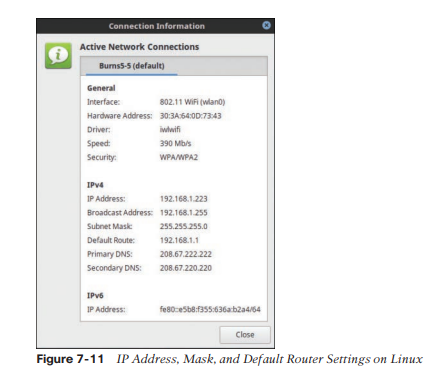 Connection Information
Active Network Connections
Burns5-5 (default)
General
Interface: 802.11 WiFi (wlan0)
Hardware Address: 30:3A:64:0D:73:43
Driver: iwlwifi
Speed: 390 Mb/s
Security: WPA/WPA2
IPv4
IP Address: 192.168.1.223
Broadcast Address: 192.168.1.255
Subnet Mask: 255.255.255.0
Default Route: 192.168.1.1
Primary DNS: 208.67.222.222
Secondary DNS: 208.67.220.220
IPv6
IP Address: fe80::e5b8:f355:636a:b2a4/64
Close
Figure 7-11 IP Address, Mask, and Default Router Settings on Linux